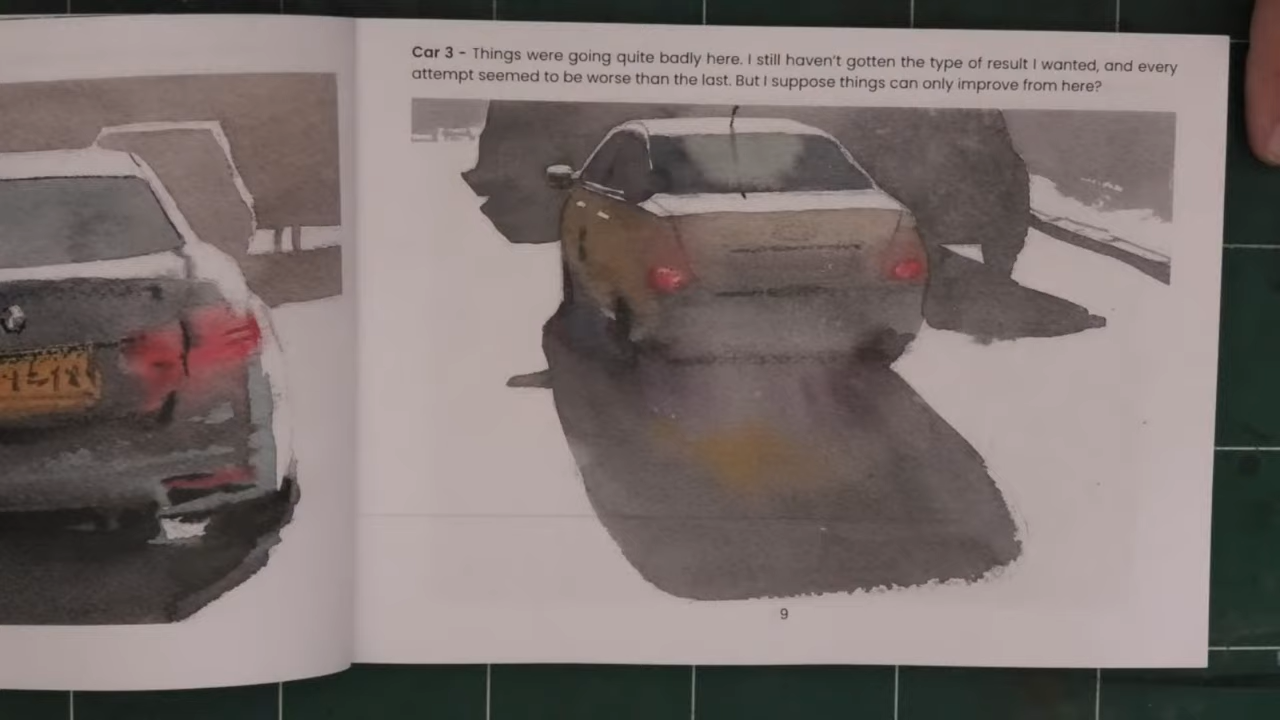 Car 3 - Things were going quite badly here. I still haven't gotten the type of result I wanted, and every
attempt seemed to be worse than the last. But I suppose things can only improve from here?
9